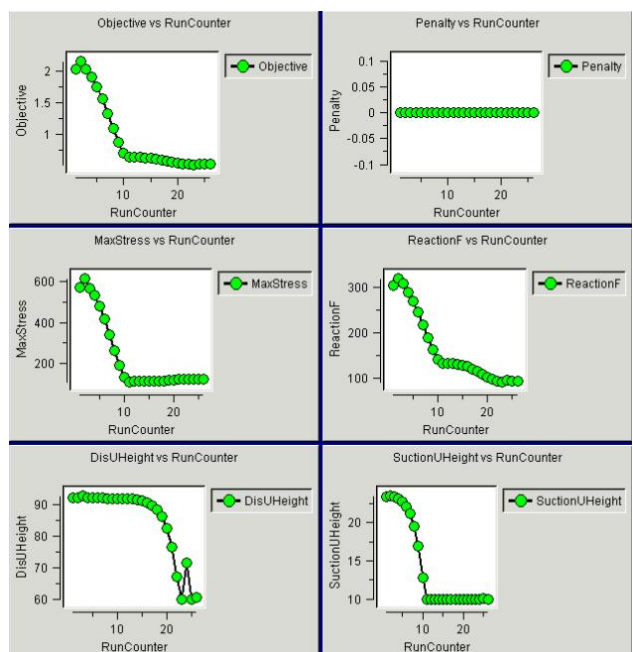 Objective vs RunCounter
Objective
2
1.5
1
Objective
10
20
RunCounter
Penalty vs RunCounter
Penalty
0.1
0.05
0
-0.05
-0.1
Penalty
10
20
RunCounter
MaxStress vs RunCounter
MaxStress
600
400
200
MaxStress
10
20
RunCounter
ReactionF vs RunCounter
ReactionF
300
200
100
ReactionF
10
20
RunCounter
DisUHeight vs RunCounter
DisUHeight
90
80
70
60
DisUHeight
10
20
RunCounter
SuctionUHeight vs RunCounter
SuctionUHeight
20
15
10
SuctionUHeight
10
20
RunCounter